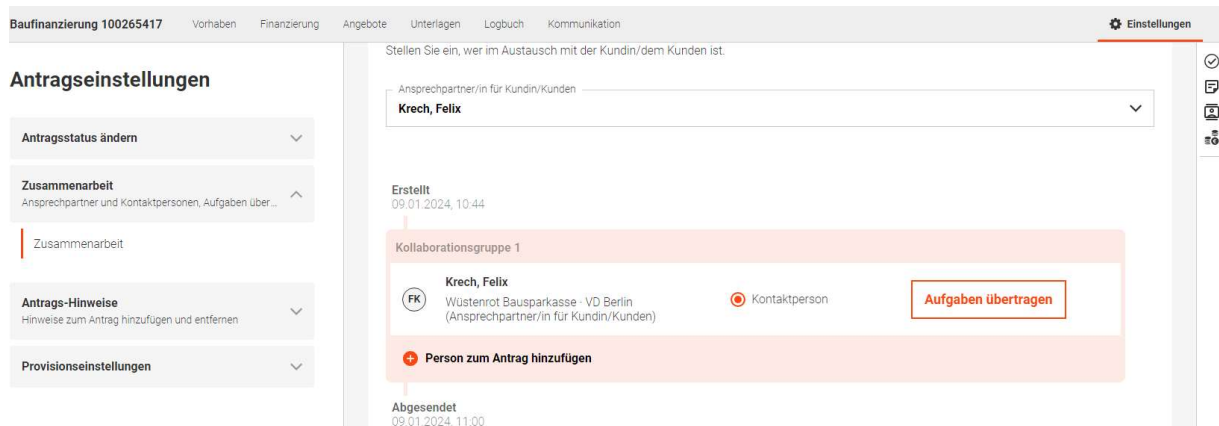 Baufinanzierung 100265417 Vorhaben Finanzierung Angebote Unterlagen Logbuch Kommunikation Einstellungen
Antragseinstellungen
Antragsstatus ändern
Zusammenarbeit
Ansprechpartner und Kontaktpersonen, Aufgaben über...
Zusammenarbeit
Antrags-Hinweise
Hinweise zum Antrag hinzufügen und entfernen
Provisionseinstellungen
Stellen Sie ein, wer im Austausch mit der Kundin/dem Kunden ist.
Ansprechpartner/in für Kundin/Kunden
Krech, Felix
Erstellt
09.01.2024, 10:44
Kollaborationsgruppe 1
FK
Krech, Felix
Wüstenrot Bausparkasse · VD Berlin
(Ansprechpartner/in für Kundin/Kunden)
Kontaktperson
Aufgaben übertragen
Person zum Antrag hinzufügen
Abgesendet
09.01.2024, 11:00